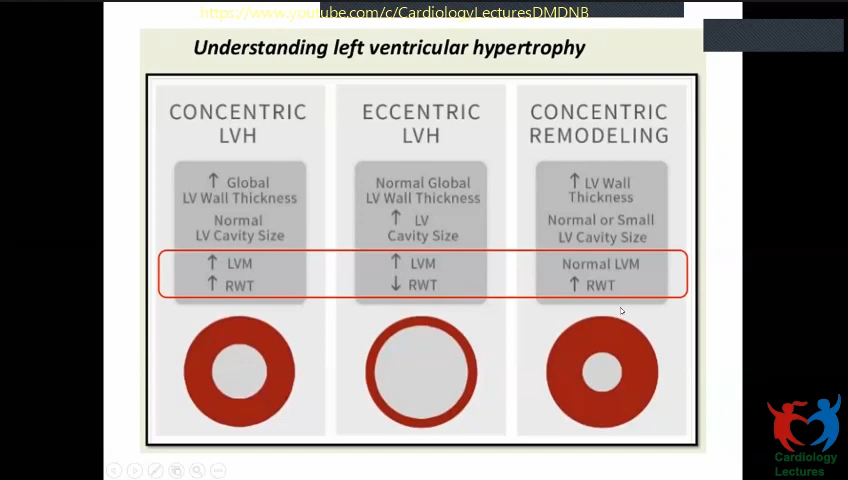 https://www.youtube.com/c/CardiologyLecturesDMDNB
Understanding left ventricular hypertrophy
CONCENTRIC
LVH
↑ Global
LV Wall Thickness
Normal
LV Cavity Size
↑ LVM
↑ RWT
ECCENTRIC
LVH
Normal Global
LV Wall Thickness
↑ LV
Cavity Size
↑ LVM
↓ RWT
CONCENTRIC
REMODELING
↑ LV Wall
Thickness
Normal or Small
LV Cavity Size
Normal LVM
↑ RWT
Cardiology
Lectures